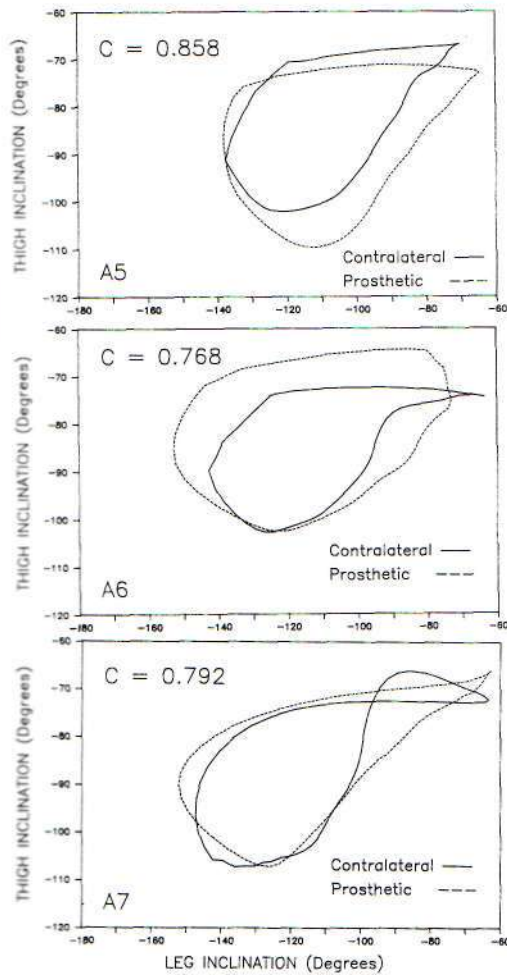 -60
C = 0.858
-70
-80
-90
-100
-110
-120
THIGH INCLINATION (Degrees)
Contralateral
Prosthetic
A5
-180 -160 -140 -120 -100 -80 -60
-60
C = 0.768
-70
-80
-90
-100
-110
-120
THIGH INCLINATION (Degrees)
Contralateral
Prosthetic
A6
-180 -160 -140 -120 -100 -80 -60
-60
C = 0.792
-70
-80
-90
-100
-110
-120
THIGH INCLINATION (Degrees)
Contralateral
Prosthetic
A7
-180 -160 -140 -120 -100 -80 -60
LEG INCLINATION (Degrees)